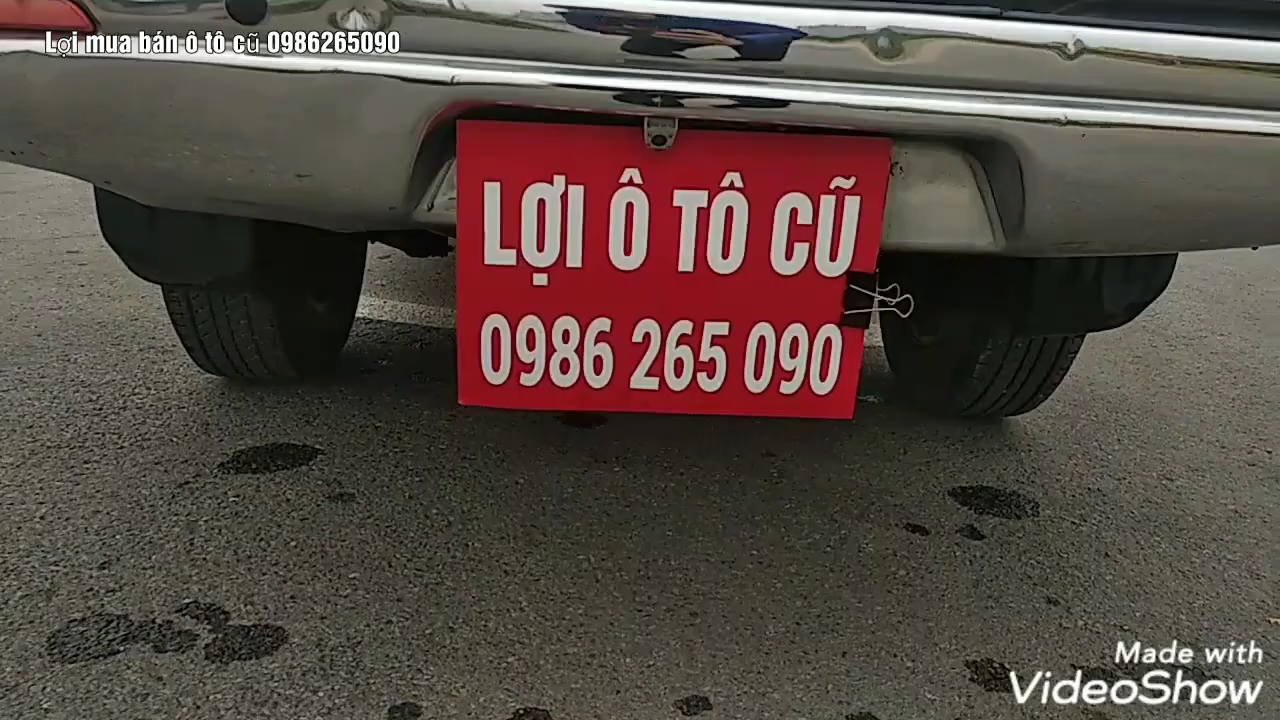 Lợi mua bán ô tô cũ 0986265090
LỢI Ô TÔ CŨ
0986 265 090
Made with
VideoShow